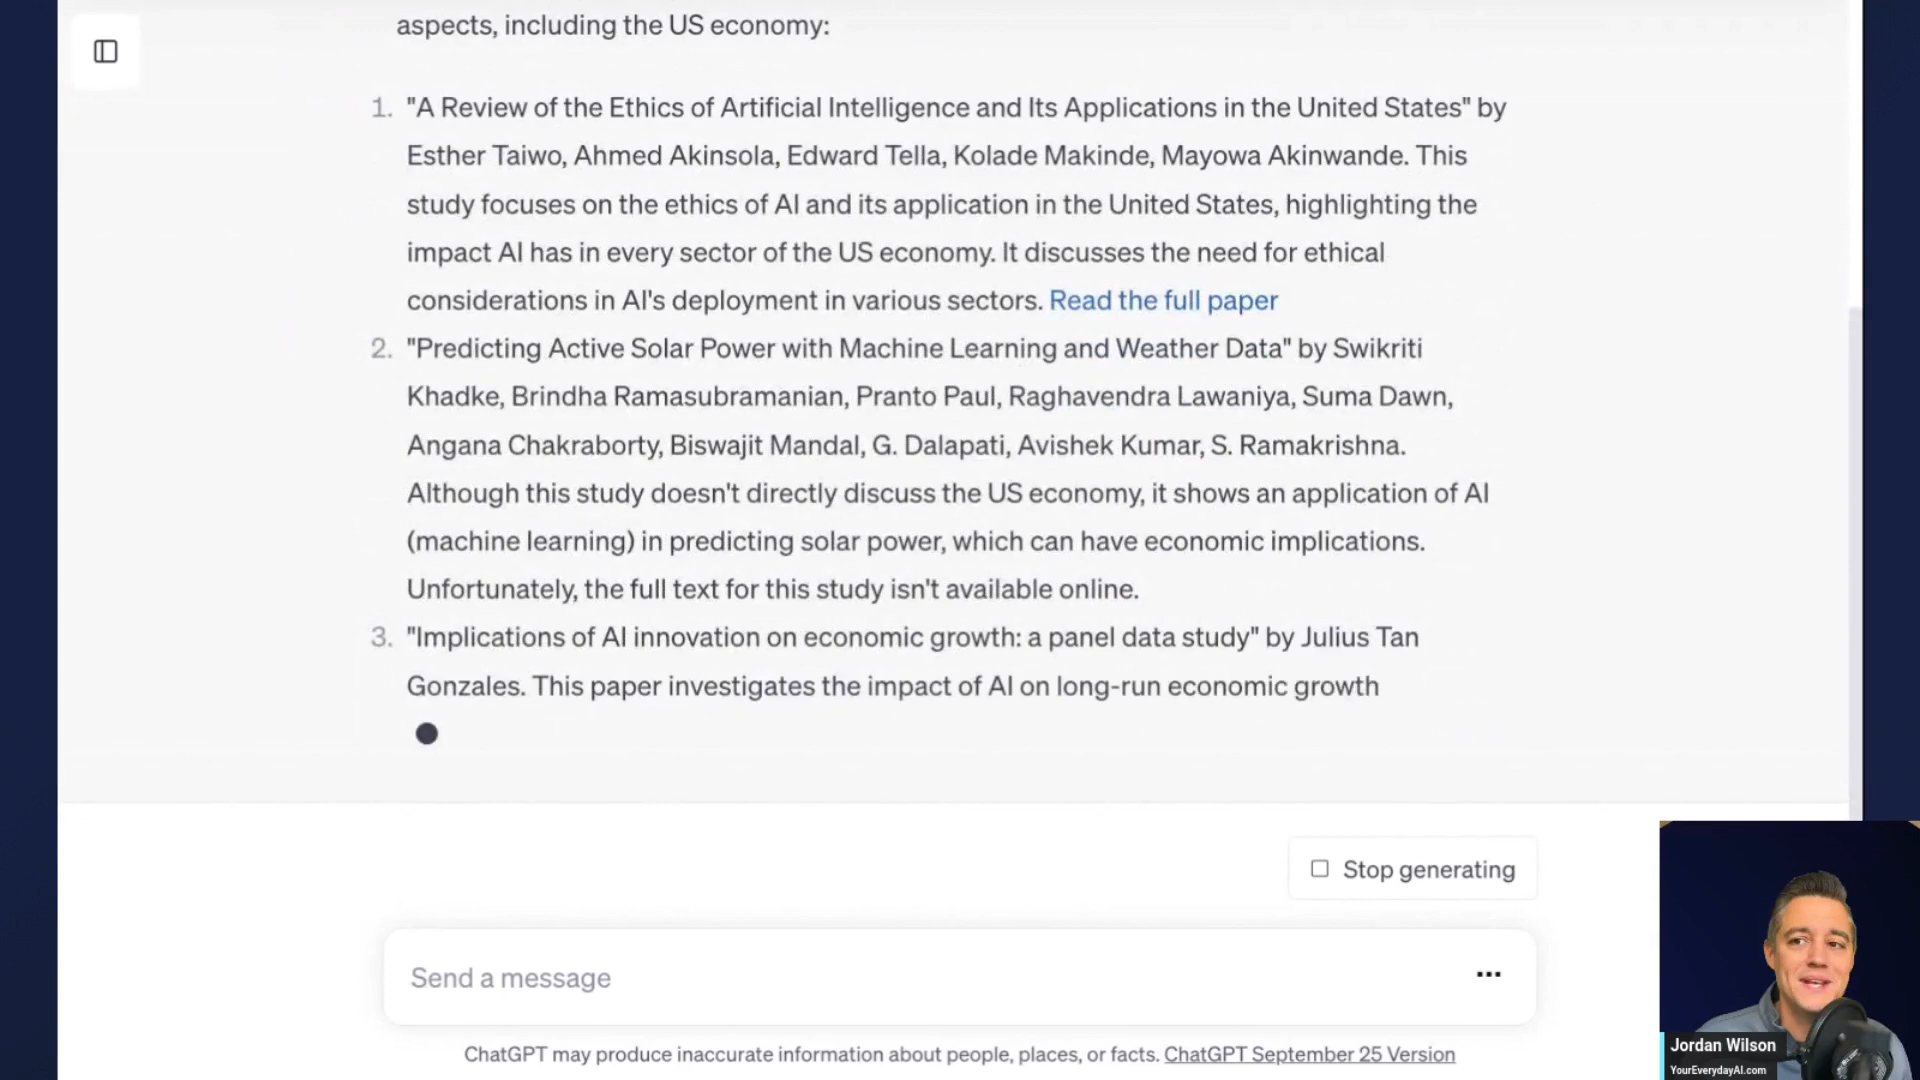 aspects, including the US economy:
1. "A Review of the Ethics of Artificial Intelligence and Its Applications in the United States" by
Esther Taiwo, Ahmed Akinsola, Edward Tella, Kolade Makinde, Mayowa Akinwande. This
study focuses on the ethics of AI and its application in the United States, highlighting the
impact AI has in every sector of the US economy. It discusses the need for ethical
considerations in AI's deployment in various sectors. Read the full paper
2. "Predicting Active Solar Power with Machine Learning and Weather Data" by Swikriti
Khadke, Brindha Ramasubramanian, Pranto Paul, Raghavendra Lawaniya, Suma Dawn,
Angana Chakraborty, Biswajit Mandal, G. Dalapati, Avishek Kumar, S. Ramakrishna.
Although this study doesn't directly discuss the US economy, it shows an application of AI
(machine learning) in predicting solar power, which can have economic implications.
Unfortunately, the full text for this study isn't available online.
3. "Implications of AI innovation on economic growth: a panel data study" by Julius Tan
Gonzales. This paper investigates the impact of AI on long-run economic growth
Stop generating
Send a message
ChatGPT may produce inaccurate information about people, places, or facts. ChatGPT September 25 Version
Jordan Wilson
YourEverydayAI.com